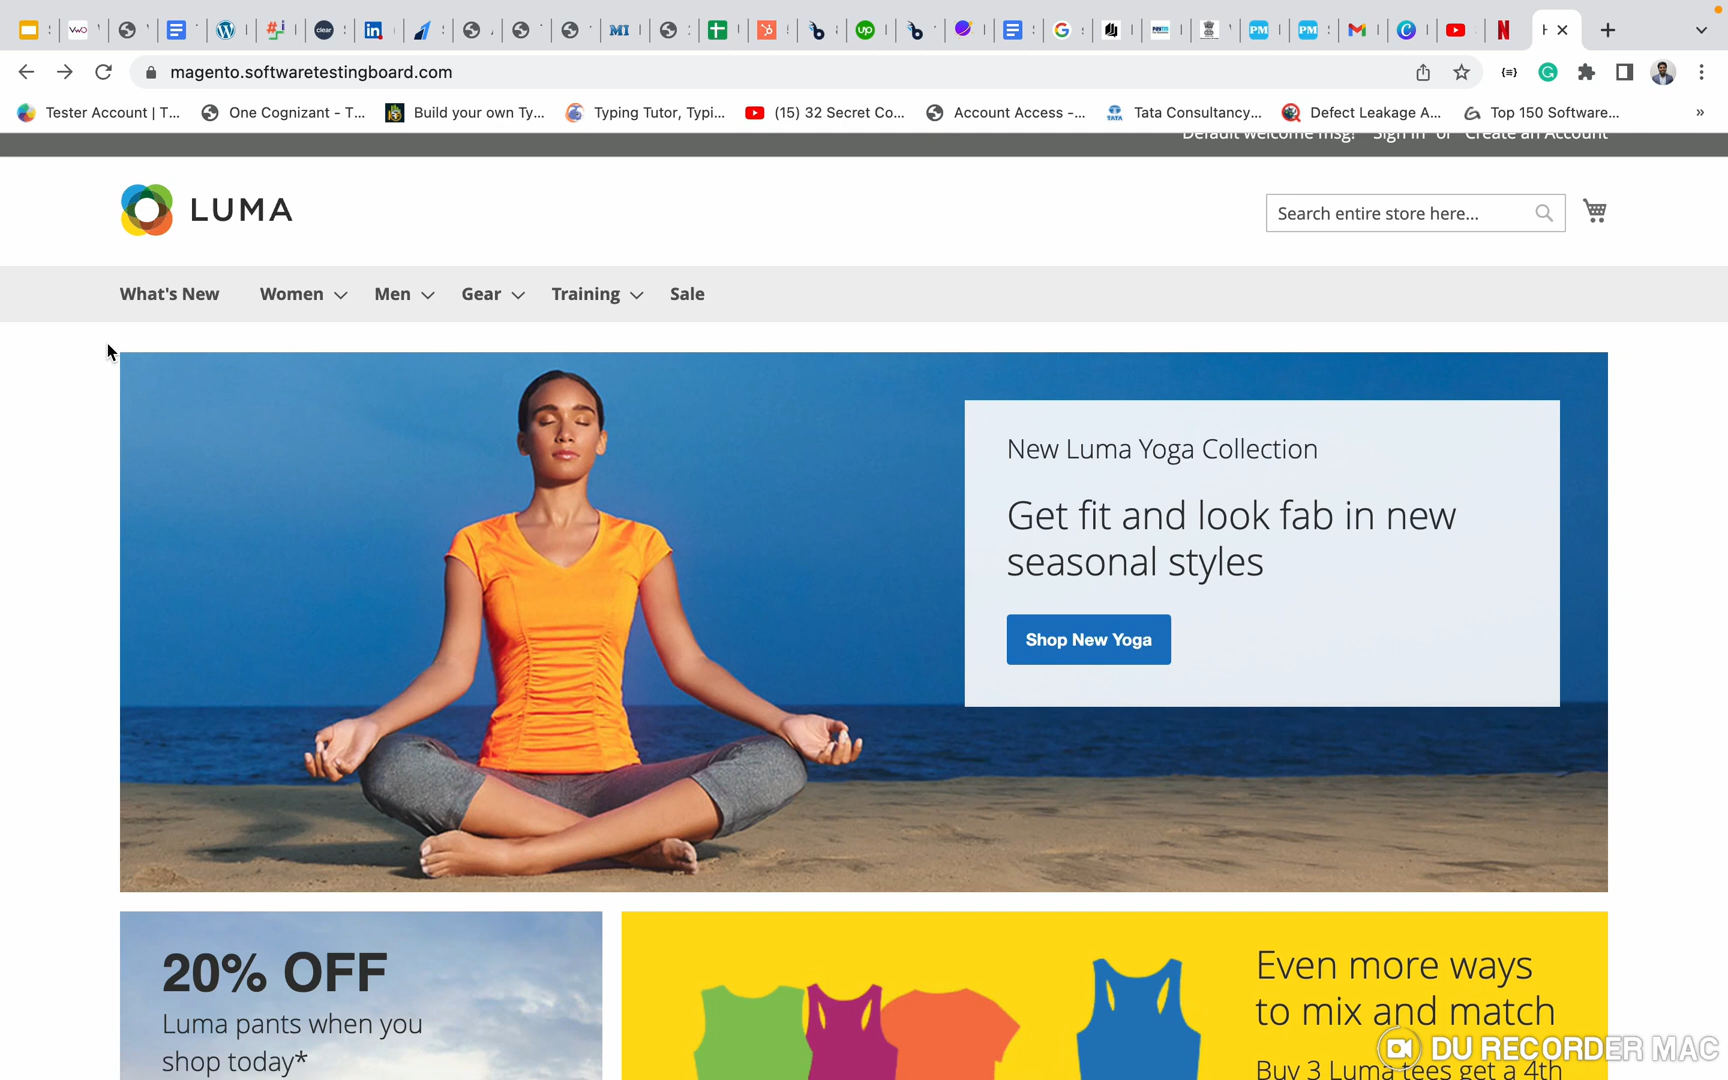 magento.softwaretestingboard.com
Tester Account | T... One Cognizant - T... Build your own Ty... Typing Tutor, Typi... (15) 32 Secret Co... Account Access -... Tata Consultancy... Defect Leakage A... Top 150 Software... »
Default welcome msg! Sign In or Create an Account
LUMA
Search entire store here...
What's New Women Men Gear Training Sale
New Luma Yoga Collection
Get fit and look fab in new
seasonal styles
Shop New Yoga
20% OFF
Luma pants when you
shop today*
Even more ways
to mix and match
Buy 3 Luma tees get a 4th
DU RECORDER MAC